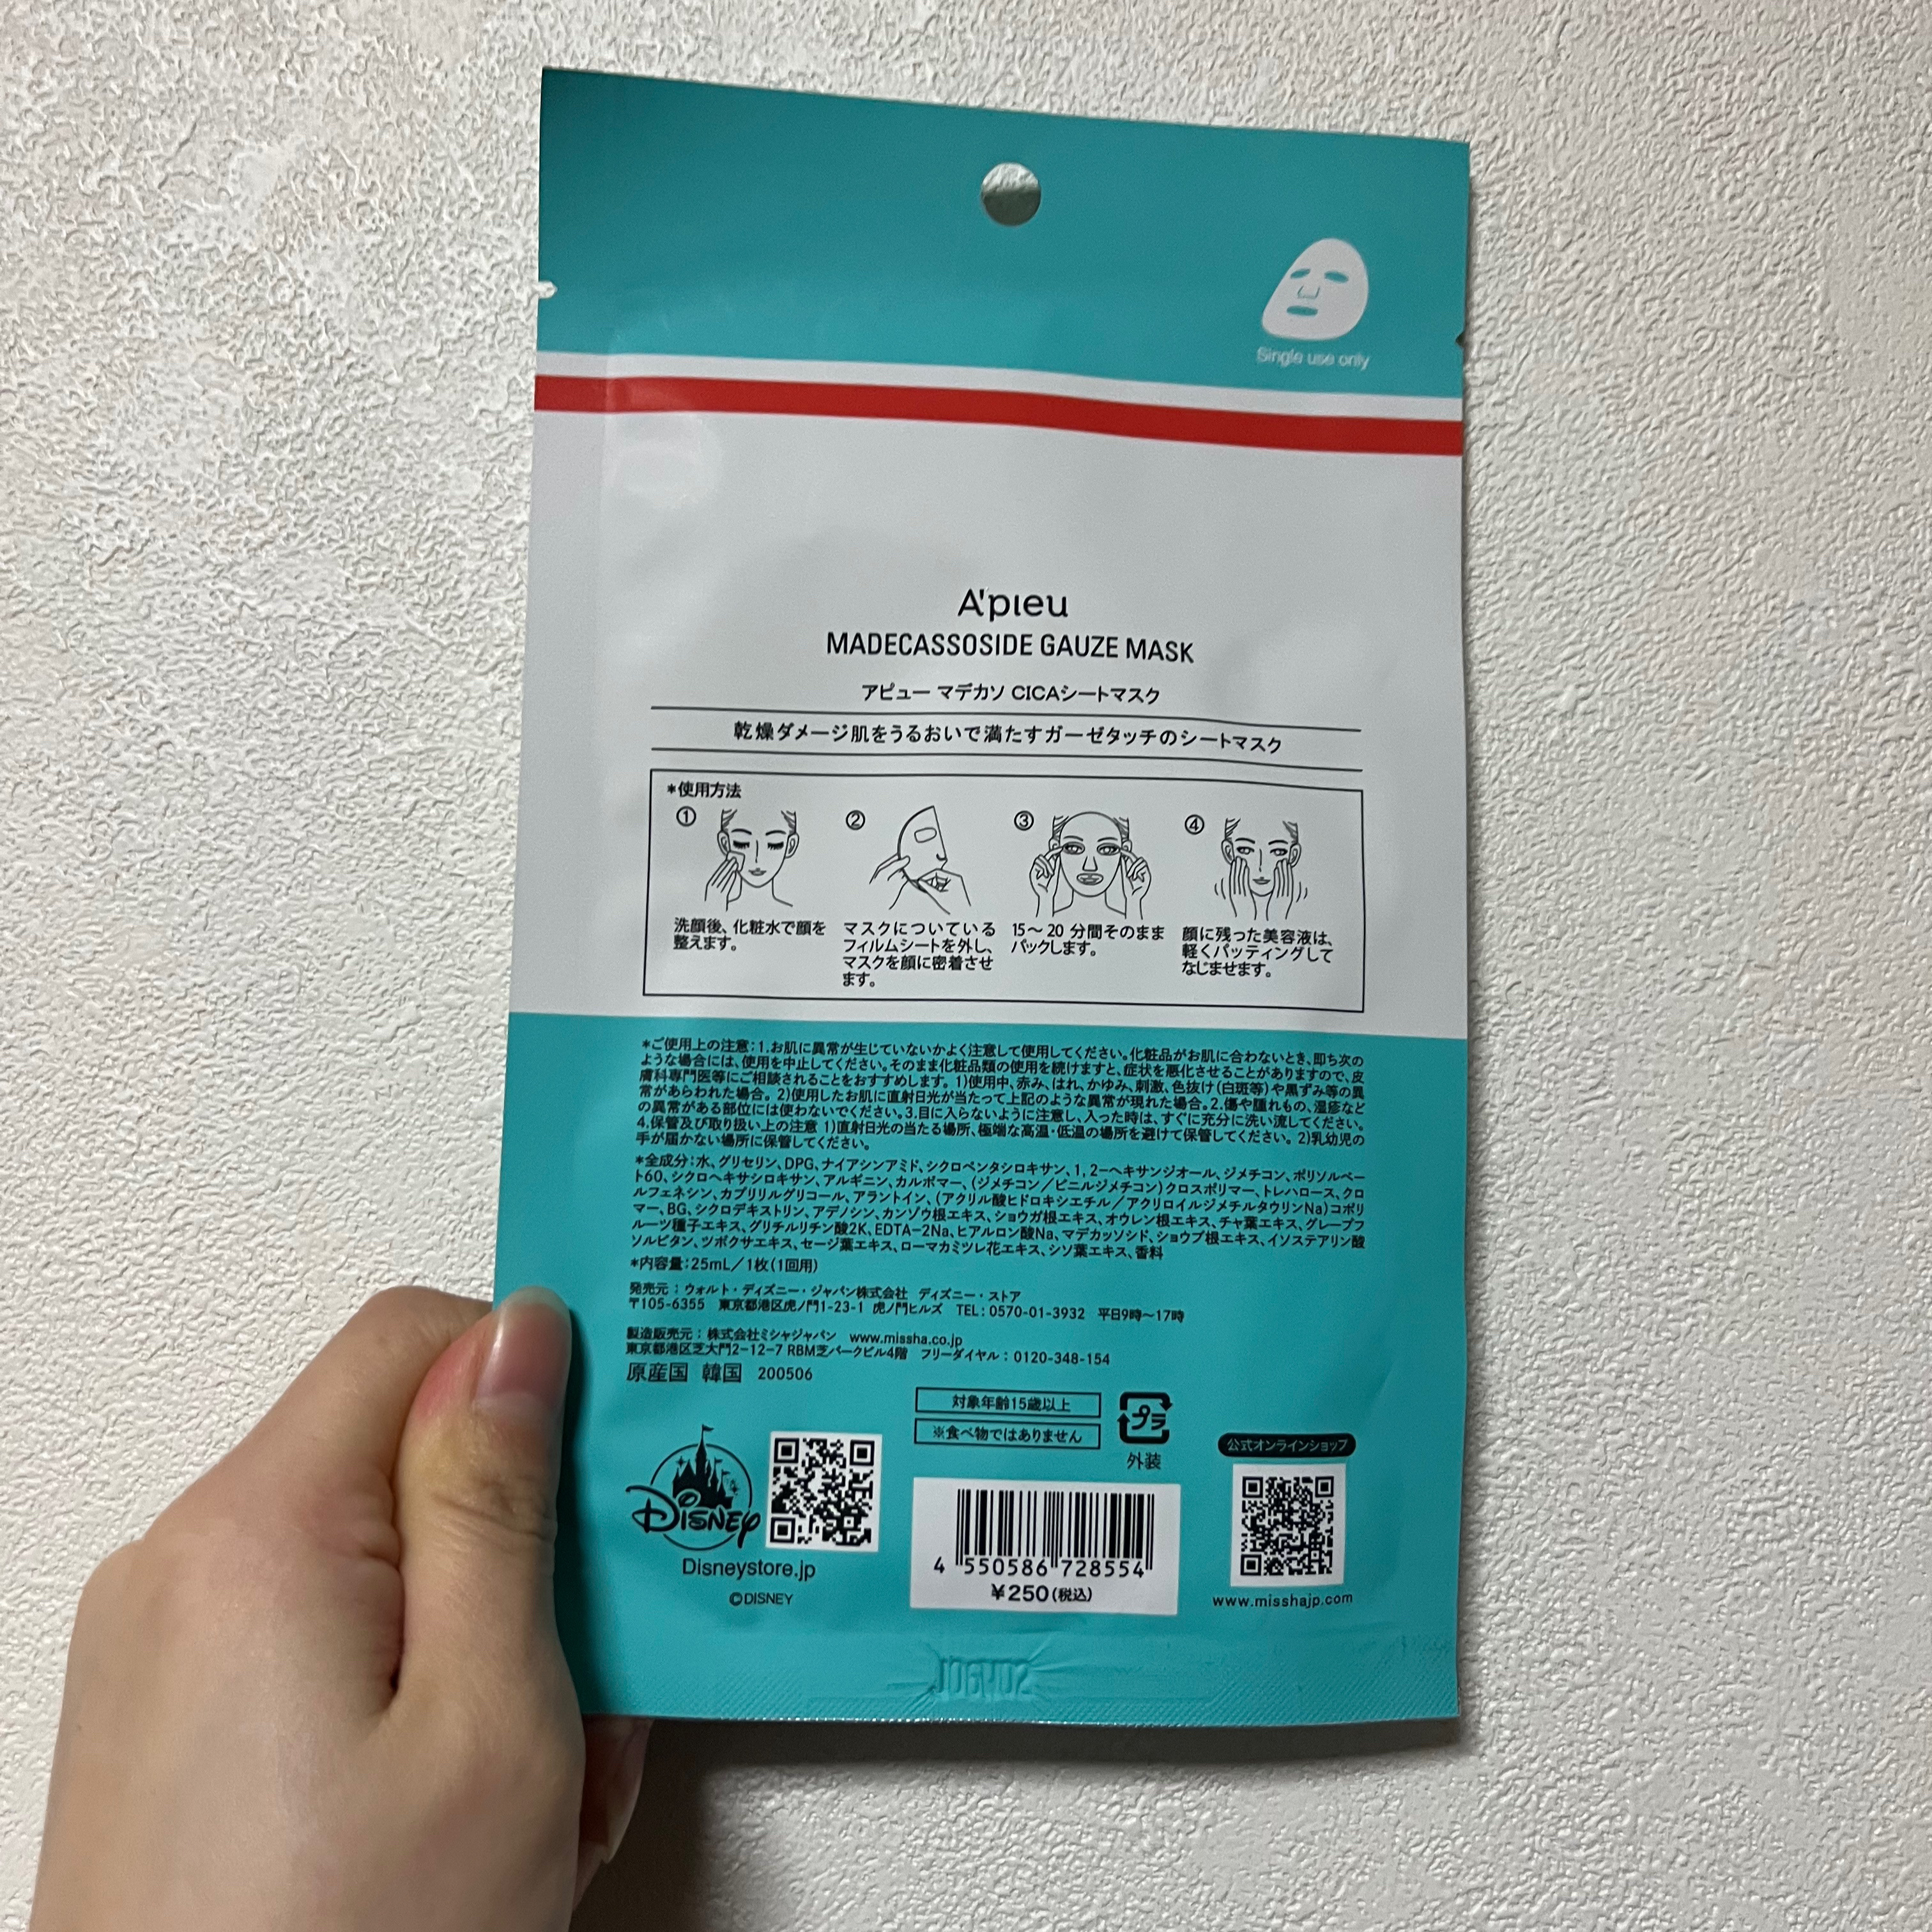 Single use only
A'pieu
MADECASSOSIDE GAUZE MASK
アピュー マデカソ CICAシートマスク
乾燥ダメージ肌をうるおいで満たすガーゼタッチのシートマスク
*使用方法
①
洗顔後、化粧水で顔を
整えます。
②
マスクについている
フィルムシートを外し、
マスクを顔に密着させ
ます。
③
15～20 分間そのまま
パックします。
④
顔に残った美容液は、
軽くパッティングして
なじませます。
*ご使用上の注意：1.お肌に異常が生じていないかよく注意して使用してください。化粧品がお肌に合わないとき、即ち次の
ような場合には、使用を中止してください。そのまま化粧品類の使用を続けますと、症状を悪化させることがありますので、皮
膚科専門医等にご相談されることをおすすめします。1)使用中、赤み、はれ、かゆみ、刺激、色抜け(白斑等)や黒ずみ等の異
常があらわれた場合。2)使用したお肌に直射日光が当たって上記のような異常が現れた場合。2.傷や腫れもの、湿疹など
の異常がある部位には使わないでください。3.目に入らないように注意し、入った時は、すぐに充分に洗い流してください。
4.保管及び取り扱い上の注意 1)直射日光の当たる場所、極端な高温・低温の場所を避けて保管してください。2)乳幼児の
手が届かない場所に保管してください。
*全成分：水、グリセリン、DPG、ナイアシンアミド、シクロペンタシロキサン、1, 2－ヘキサンジオール、ジメチコン、ポリソルベー
ト60、シクロヘキサシロキサン、アルギニン、カルボマー、(ジメチコン／ビニルジメチコン)クロスポリマー、トレハロース、クロ
ルフェネシン、カプリリルグリコール、アラントイン、(アクリル酸ヒドロキシエチル／アクリロイルジメチルタウリンNa)コポリ
マー、BG、シクロデキストリン、アデノシン、カンゾウ根エキス、ショウガ根エキス、オウレン根エキス、チャ葉エキス、グレープフ
ルーツ種子エキス、グリチルリチン酸2K、EDTA－2Na、ヒアルロン酸Na、マデカッソシド、ショウブ根エキス、イソステアリン酸
ソルビタン、ツボクサエキス、セージ葉エキス、ローマカミツレ花エキス、シソ葉エキス、香料
*内容量：25mL／1枚(1回用)
発売元：ウォルト・ディズニー・ジャパン株式会社 ディズニー・ストア
〒105-6355 東京都港区虎ノ門1-23-1 虎ノ門ヒルズ TEL：0570-01-3932 平日9時～17時
製造販売元：株式会社ミシャジャパン www.missha.co.jp
東京都港区芝大門2-12-7 RBM芝パークビル4階 フリーダイヤル：0120-348-154
原産国 韓国 200506
対象年齢15歳以上
※食べ物ではありません
プラ
外装
公式オンラインショップ
DISNEY
Disneystore.jp
©DISNEY
4 550586 728554
¥250(税込)
www.misshajp.com